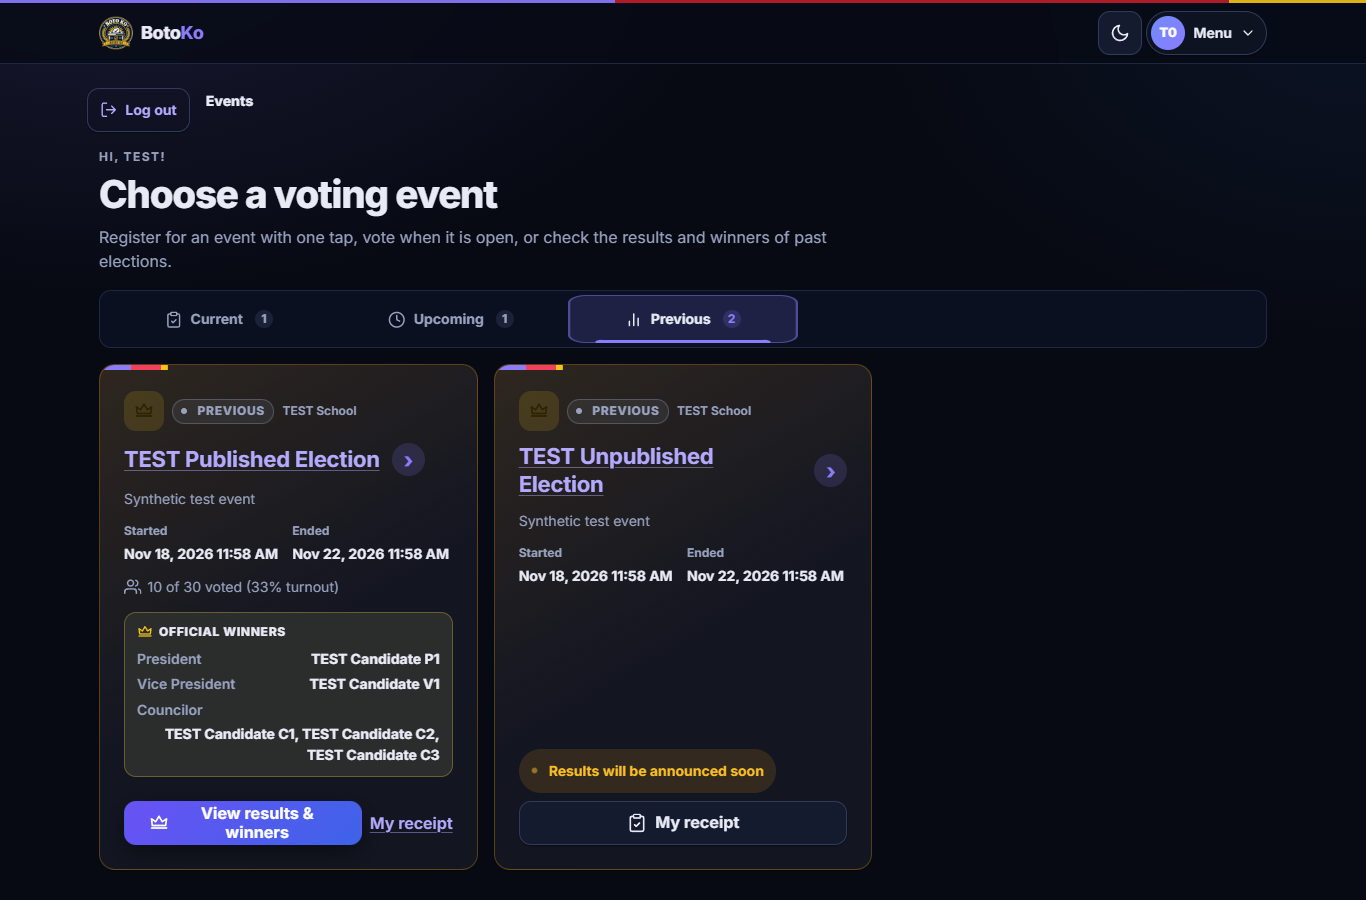 BotoKo
T0 Menu
Log out
Events
HI, TEST!
Choose a voting event
Register for an event with one tap, vote when it is open, or check the results and winners of past
elections.
Current 1
Upcoming 1
Previous 2
PREVIOUS TEST School
TEST Published Election
Synthetic test event
Started Ended
Nov 18, 2026 11:58 AM Nov 22, 2026 11:58 AM
10 of 30 voted (33% turnout)
OFFICIAL WINNERS
President TEST Candidate P1
Vice President TEST Candidate V1
Councilor
TEST Candidate C1, TEST Candidate C2,
TEST Candidate C3
View results &
winners
My receipt
PREVIOUS TEST School
TEST Unpublished
Election
Synthetic test event
Started Ended
Nov 18, 2026 11:58 AM Nov 22, 2026 11:58 AM
Results will be announced soon
My receipt